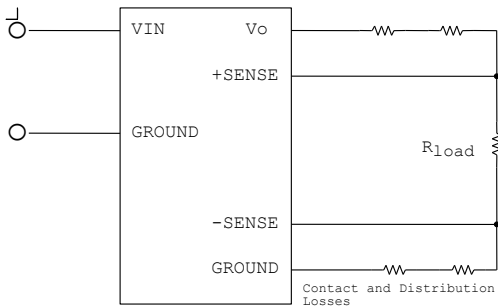 VIN Vo
+SENSE
GROUND
Rload
-SENSE
GROUND
Contact and Distribution
Losses